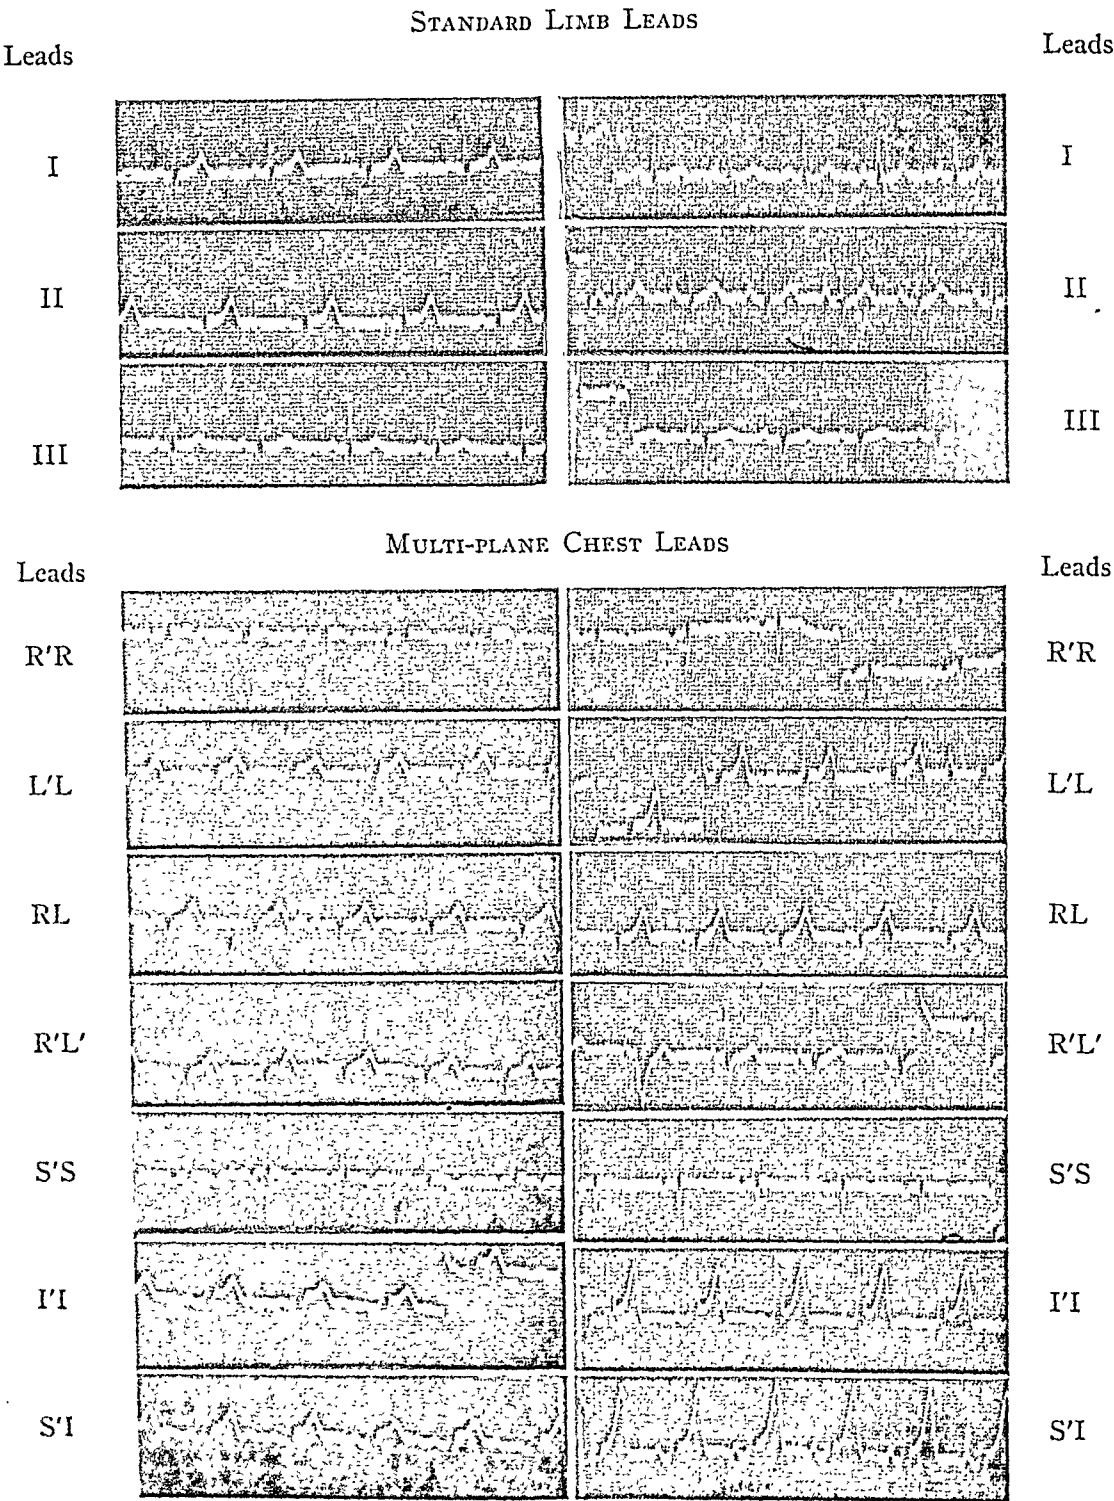 STANDARD LIMB LEADS
Leads Leads
I I
II II
III III
MULTI-PLANE CHEST LEADS
Leads Leads
R'R R'R
L'L L'L
RL RL
R'L' R'L'
S'S S'S
I'I I'I
S'I S'I